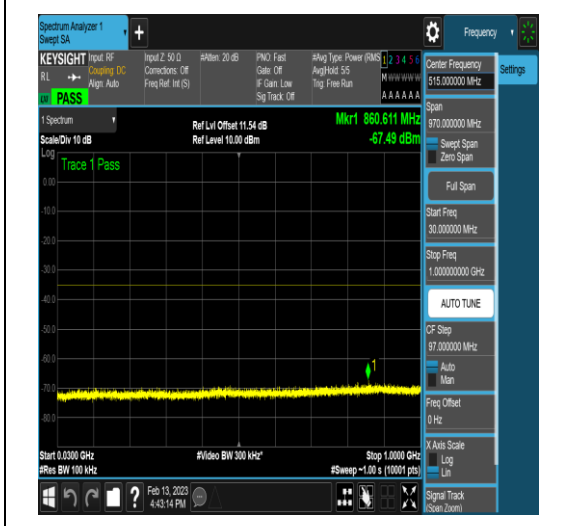 Spectrum Analyzer 1
Swept SA
+
Frequency
KEYSIGHT
Input: RF
Coupling: DC
Align: Auto
Input Z: 50 Ω
Corrections: Off
Freq Ref: Int (S)
#Atten: 20 dB
PNO: Fast
Gate: Off
IF Gain: Low
Sig Track: Off
#Avg Type: Power (RMS
Avg|Hold: 5/5
Trig: Free Run
1 2 3 4 5 6
M W W W W W
A A A A A A
R L
PASS
Center Frequency
515.000000 MHz
Settings
Span
970.000000 MHz
Swept Span
Zero Span
Full Span
Start Freq
30.000000 MHz
Stop Freq
1.000000000 GHz
AUTO TUNE
CF Step
97.000000 MHz
Auto
Man
Freq Offset
0 Hz
X Axis Scale
Log
Lin
Signal Track
(Span Zoom)
1 Spectrum
Scale/Div 10 dB
Ref Lvl Offset 11.54 dB
Ref Level 10.00 dBm
Mkr1 860.611 MHz
-67.49 dBm
Log
Trace 1 Pass
0.00
-10.0
-20.0
-30.0
-40.0
-50.0
-60.0
-70.0
-80.0
1
Start 0.0300 GHz
#Res BW 100 kHz
#Video BW 300 kHz*
Stop 1.0000 GHz
#Sweep ~1.00 s (10001 pts)
?
Feb 13, 2023
4:43:14 PM